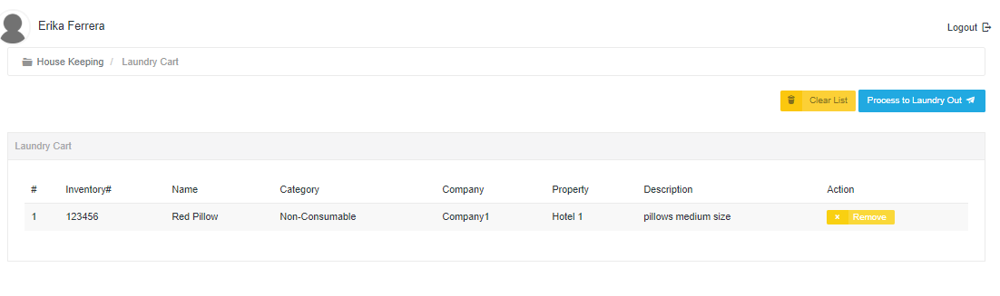 Erika Ferrera
Logout
House Keeping / Laundry Cart
Clear List Process to Laundry Out
Laundry Cart
# Inventory# Name Category Company Property Description Action
1 123456 Red Pillow Non-Consumable Company1 Hotel 1 pillows medium size x Remove